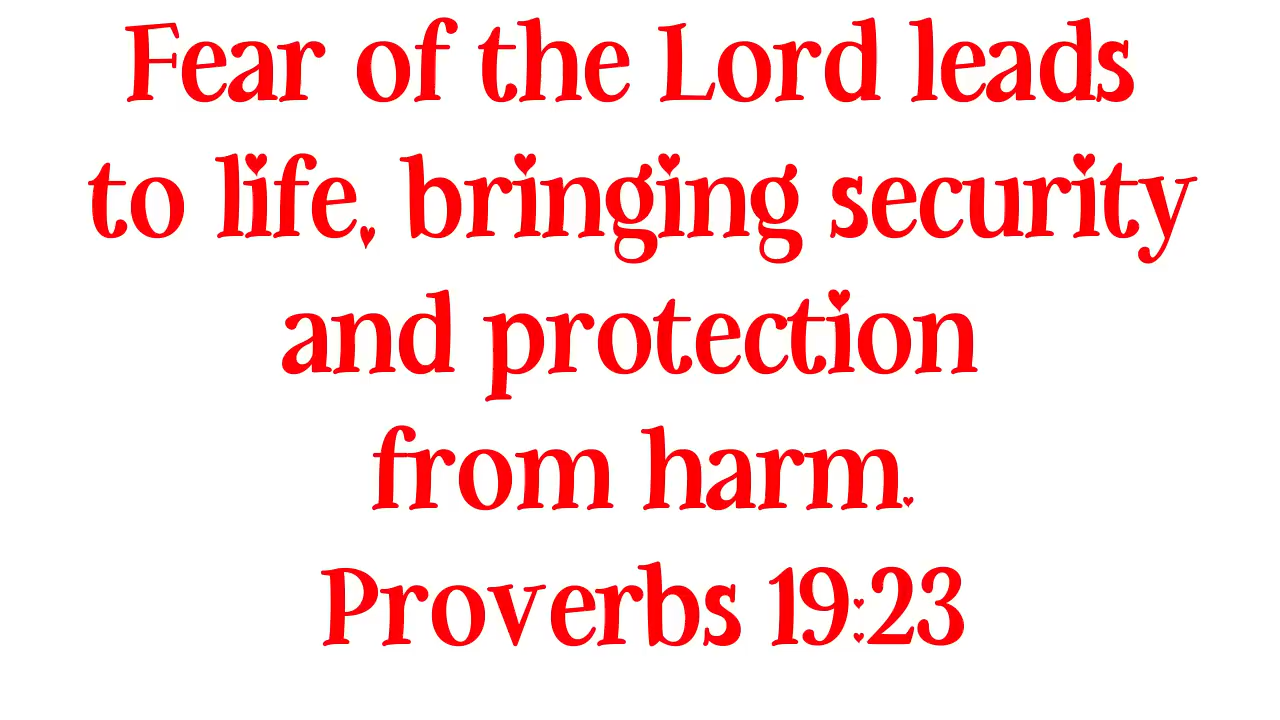 Fear of the Lord leads
to life, bringing security
and protection
from harm.
Proverbs 19:23